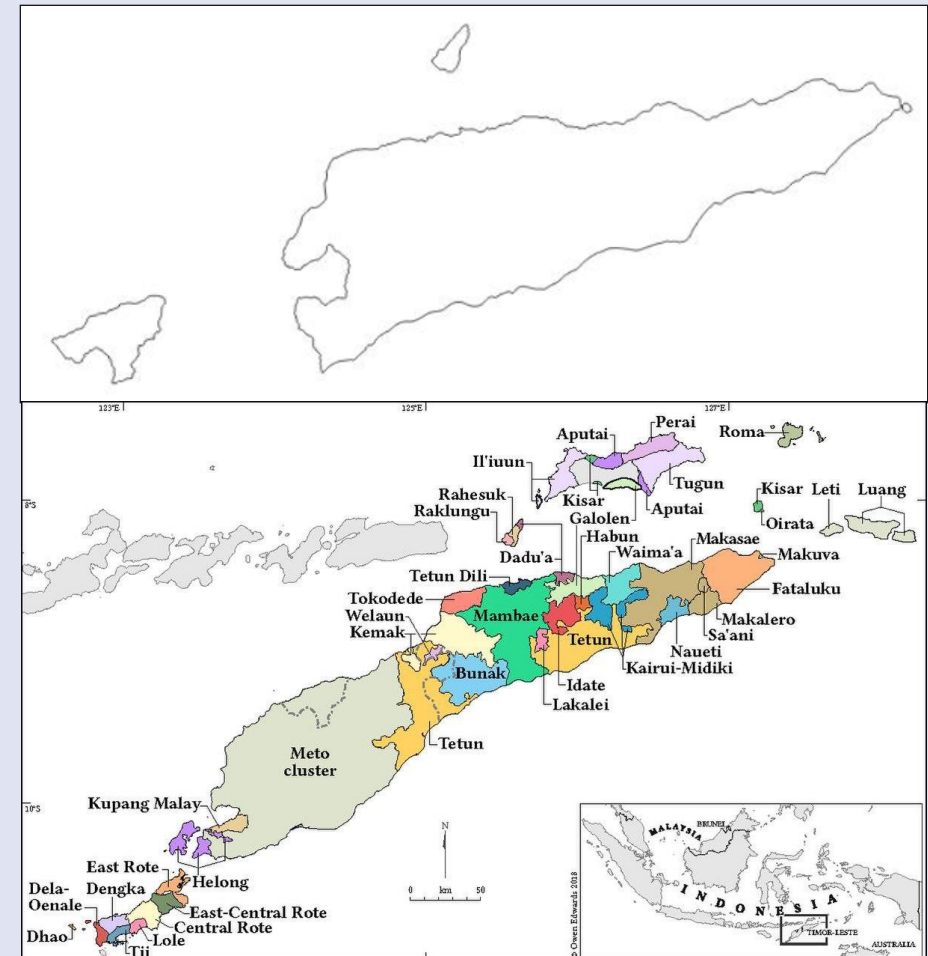 123°E
125°E
127°E
Perai
Aputai
Roma
Il'iuun
Tugun
Kisar
Kisar
Leti
Luang
Rahesuk
Raklungu
Aputai
Galolen
Oirata
Habun
Makasae
Waima'a
Dadu'a
Makuva
Tetun Dili
Fataluku
Tokodede
Mambae
Welaun
Makalero
Kemak
Tetun
Sa'ani
Naueti
Kairui-Midiki
Bunak
Idate
Lakalei
Tetun
Meto
cluster
10°S
Kupang Malay
N
MALAYSIA
BRUNEI
East Rote
Helong
0 km 50
INDONESIA
Dela-
Oenale
Dengka
East-Central Rote
Central Rote
Lole
Dhao
Tii
TIMOR-LESTE
AUSTRALIA
© Owen Edwards 2018